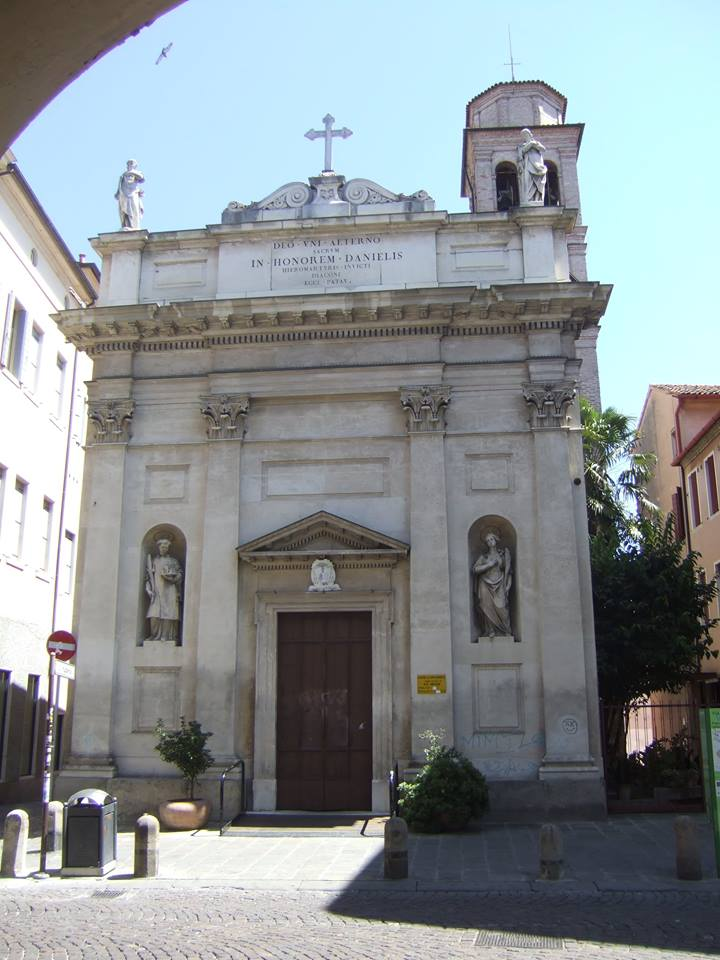 DEO · VNI · AETERNO
SACRVM
IN · HONOREM · DANIELIS
HIEROMARTYRIS · INVICTI
DIACONI
ECCL · PATAV ·